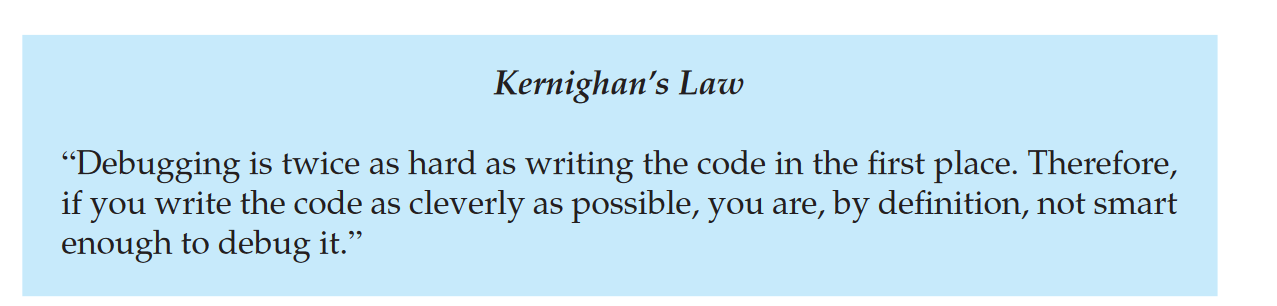 Kernighan’s Law
“Debugging is twice as hard as writing the code in the first place. Therefore,
if you write the code as cleverly as possible, you are, by definition, not smart
enough to debug it.”